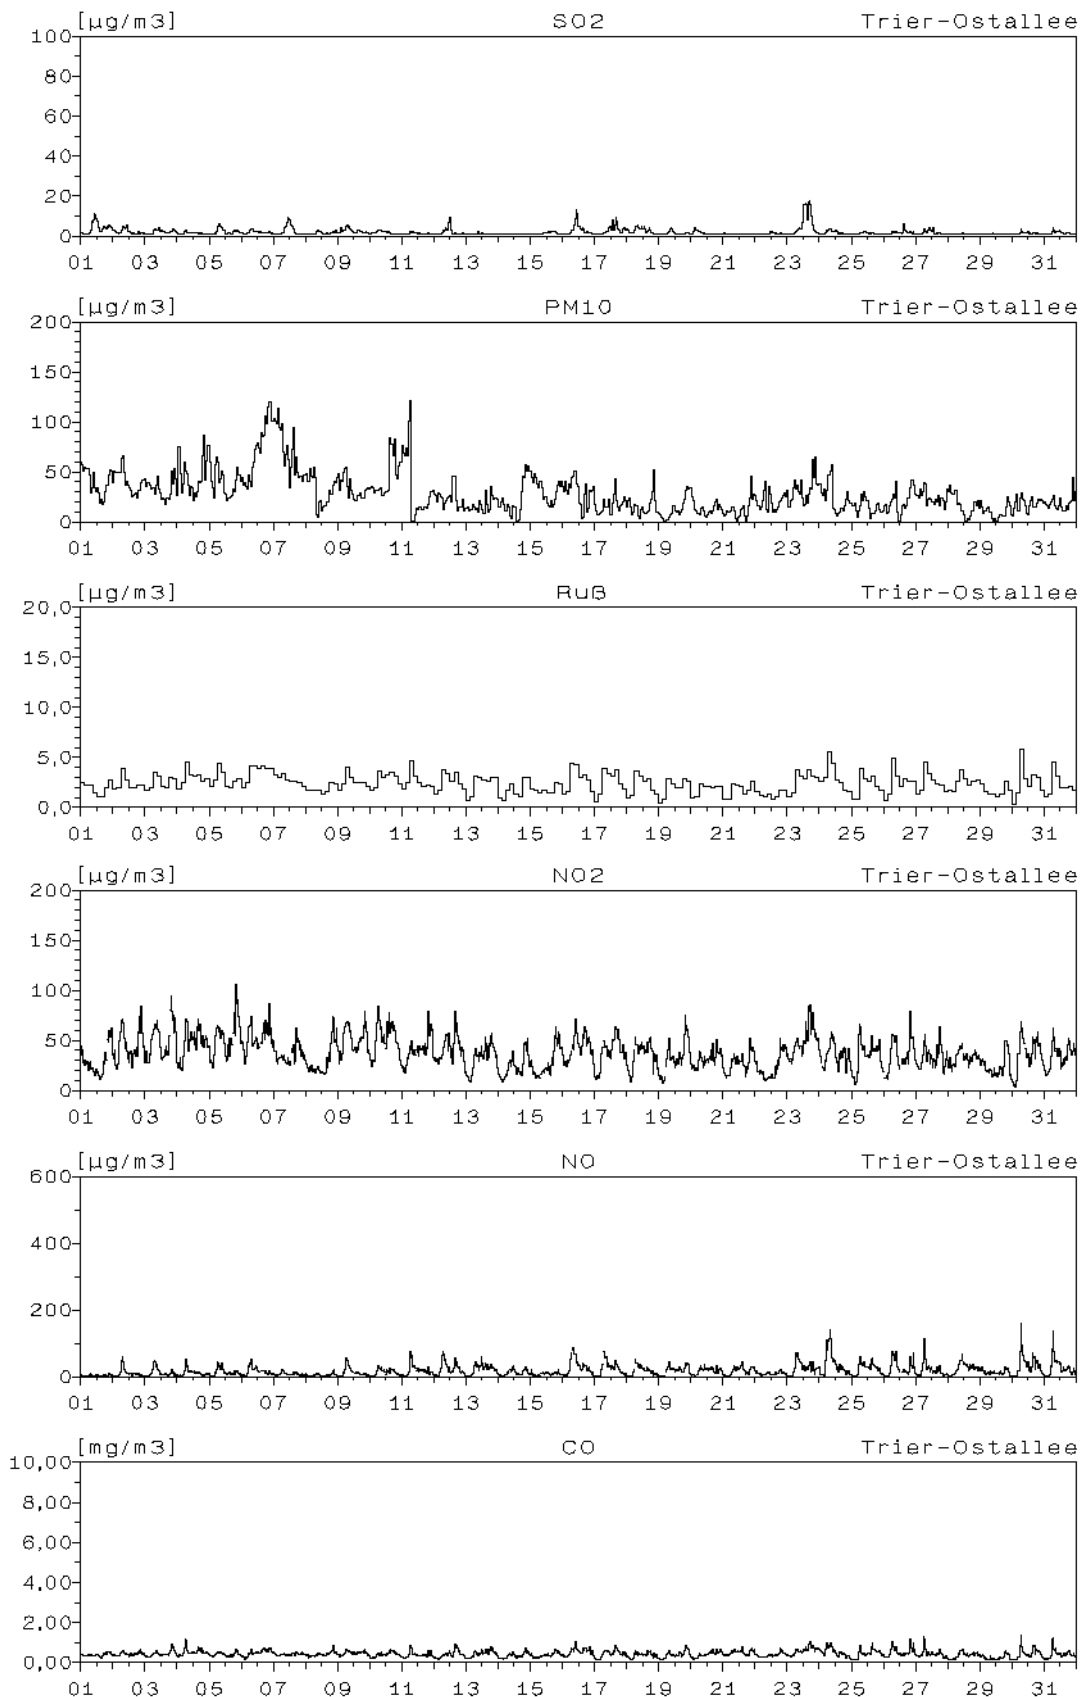 [µg/m3] SO2 Trier-Ostallee
100
80
60
40
20
0
01 03 05 07 09 11 13 15 17 19 21 23 25 27 29 31
[µg/m3] PM10 Trier-Ostallee
200
150
100
50
0
01 03 05 07 09 11 13 15 17 19 21 23 25 27 29 31
[µg/m3] Ruß Trier-Ostallee
20,0
15,0
10,0
5,0
0,0
01 03 05 07 09 11 13 15 17 19 21 23 25 27 29 31
[µg/m3] NO2 Trier-Ostallee
200
150
100
50
0
01 03 05 07 09 11 13 15 17 19 21 23 25 27 29 31
[µg/m3] NO Trier-Ostallee
600
400
200
0
01 03 05 07 09 11 13 15 17 19 21 23 25 27 29 31
[mg/m3] CO Trier-Ostallee
10,00
8,00
6,00
4,00
2,00
0,00
01 03 05 07 09 11 13 15 17 19 21 23 25 27 29 31